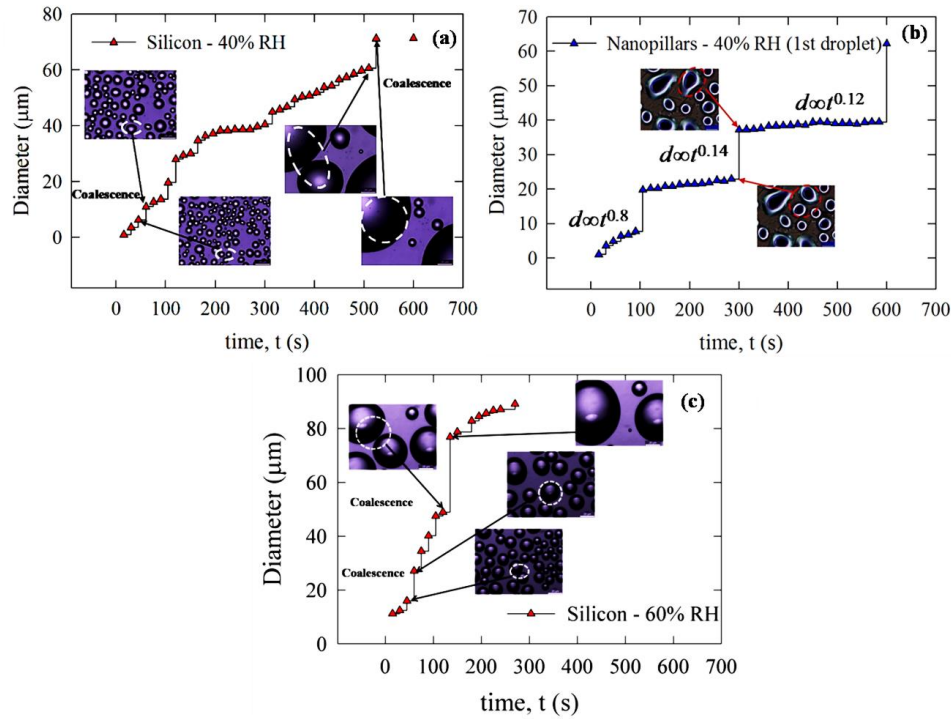 80
60
40
20
0
Diameter (μm)
Silicon - 40% RH
(a)
Coalescence
Coalescence
0 100 200 300 400 500 600 700
time, t (s)
70
60
50
40
30
20
10
0
Diameter (μm)
Nanopillars - 40% RH (1st droplet)
(b)
d∞t^0.8
d∞t^0.14
d∞t^0.12
0 100 200 300 400 500 600 700
time, t (s)
100
80
60
40
20
0
Diameter (μm)
(c)
Coalescence
Coalescence
Silicon - 60% RH
0 100 200 300 400 500 600 700
time, t (s)